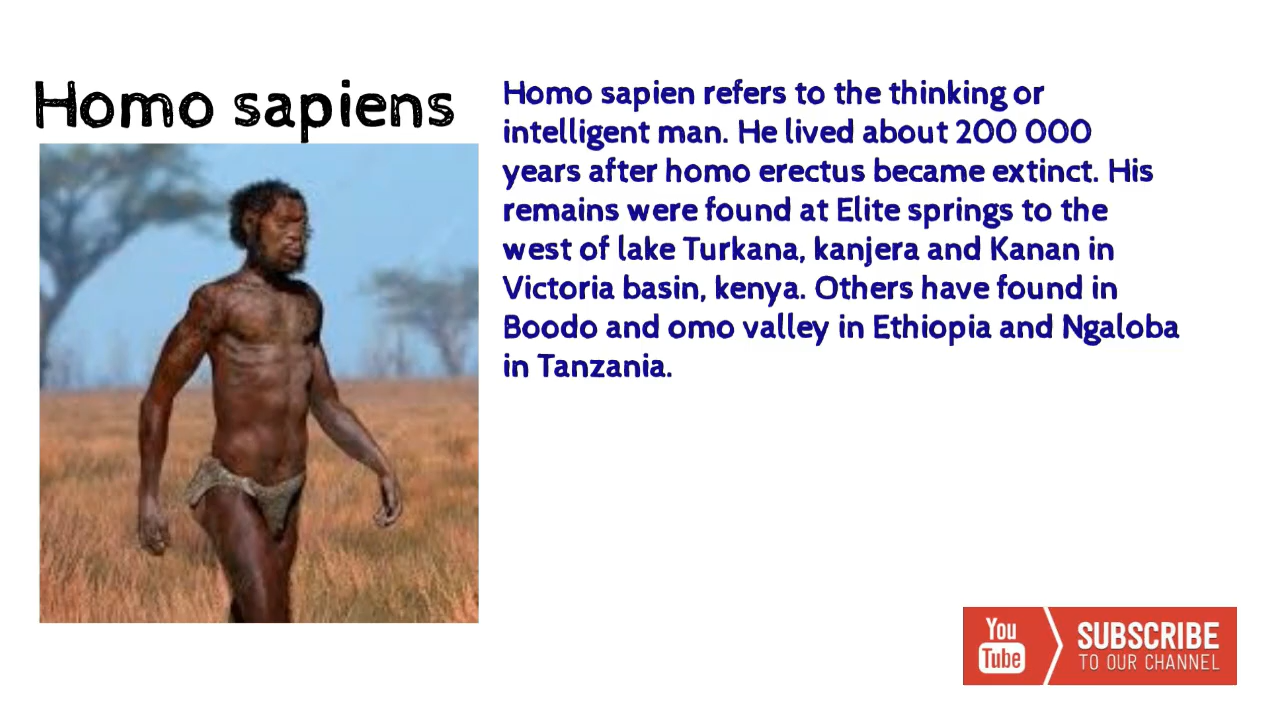 Homo sapiens
Homo sapien refers to the thinking or
intelligent man. He lived about 200 000
years after homo erectus became extinct. His
remains were found at Elite springs to the
west of lake Turkana, kanjera and Kanan in
Victoria basin, kenya. Others have found in
Boodo and omo valley in Ethiopia and Ngaloba
in Tanzania.
You
Tube
SUBSCRIBE
TO OUR CHANNEL